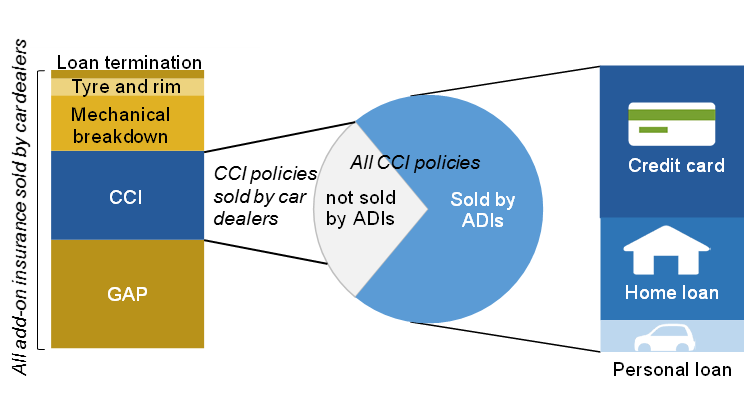 All add-on insurance sold by car dealers
Loan termination
Tyre and rim
Mechanical
breakdown
CCI
GAP
CCI policies
sold by car
dealers
All CCI policies
not sold
by ADIs
Sold by
ADIs
Credit card
Home loan
Personal loan